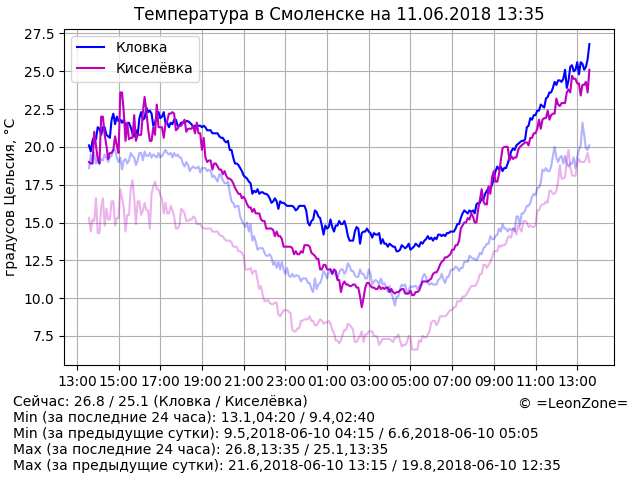 Температура в Смоленске на 11.06.2018 13:35
градусов Цельсия, °C
27.5
25.0
22.5
20.0
17.5
15.0
12.5
10.0
7.5
Кловка
Киселёвка
13:00 15:00 17:00 19:00 21:00 23:00 01:00 03:00 05:00 07:00 09:00 11:00 13:00
Сейчас: 26.8 / 25.1 (Кловка / Киселёвка)
© =LeonZone=
Min (за последние 24 часа): 13.1,04:20 / 9.4,02:40
Min (за предыдущие сутки): 9.5,2018-06-10 04:15 / 6.6,2018-06-10 05:05
Max (за последние 24 часа): 26.8,13:35 / 25.1,13:35
Max (за предыдущие сутки): 21.6,2018-06-10 13:15 / 19.8,2018-06-10 12:35